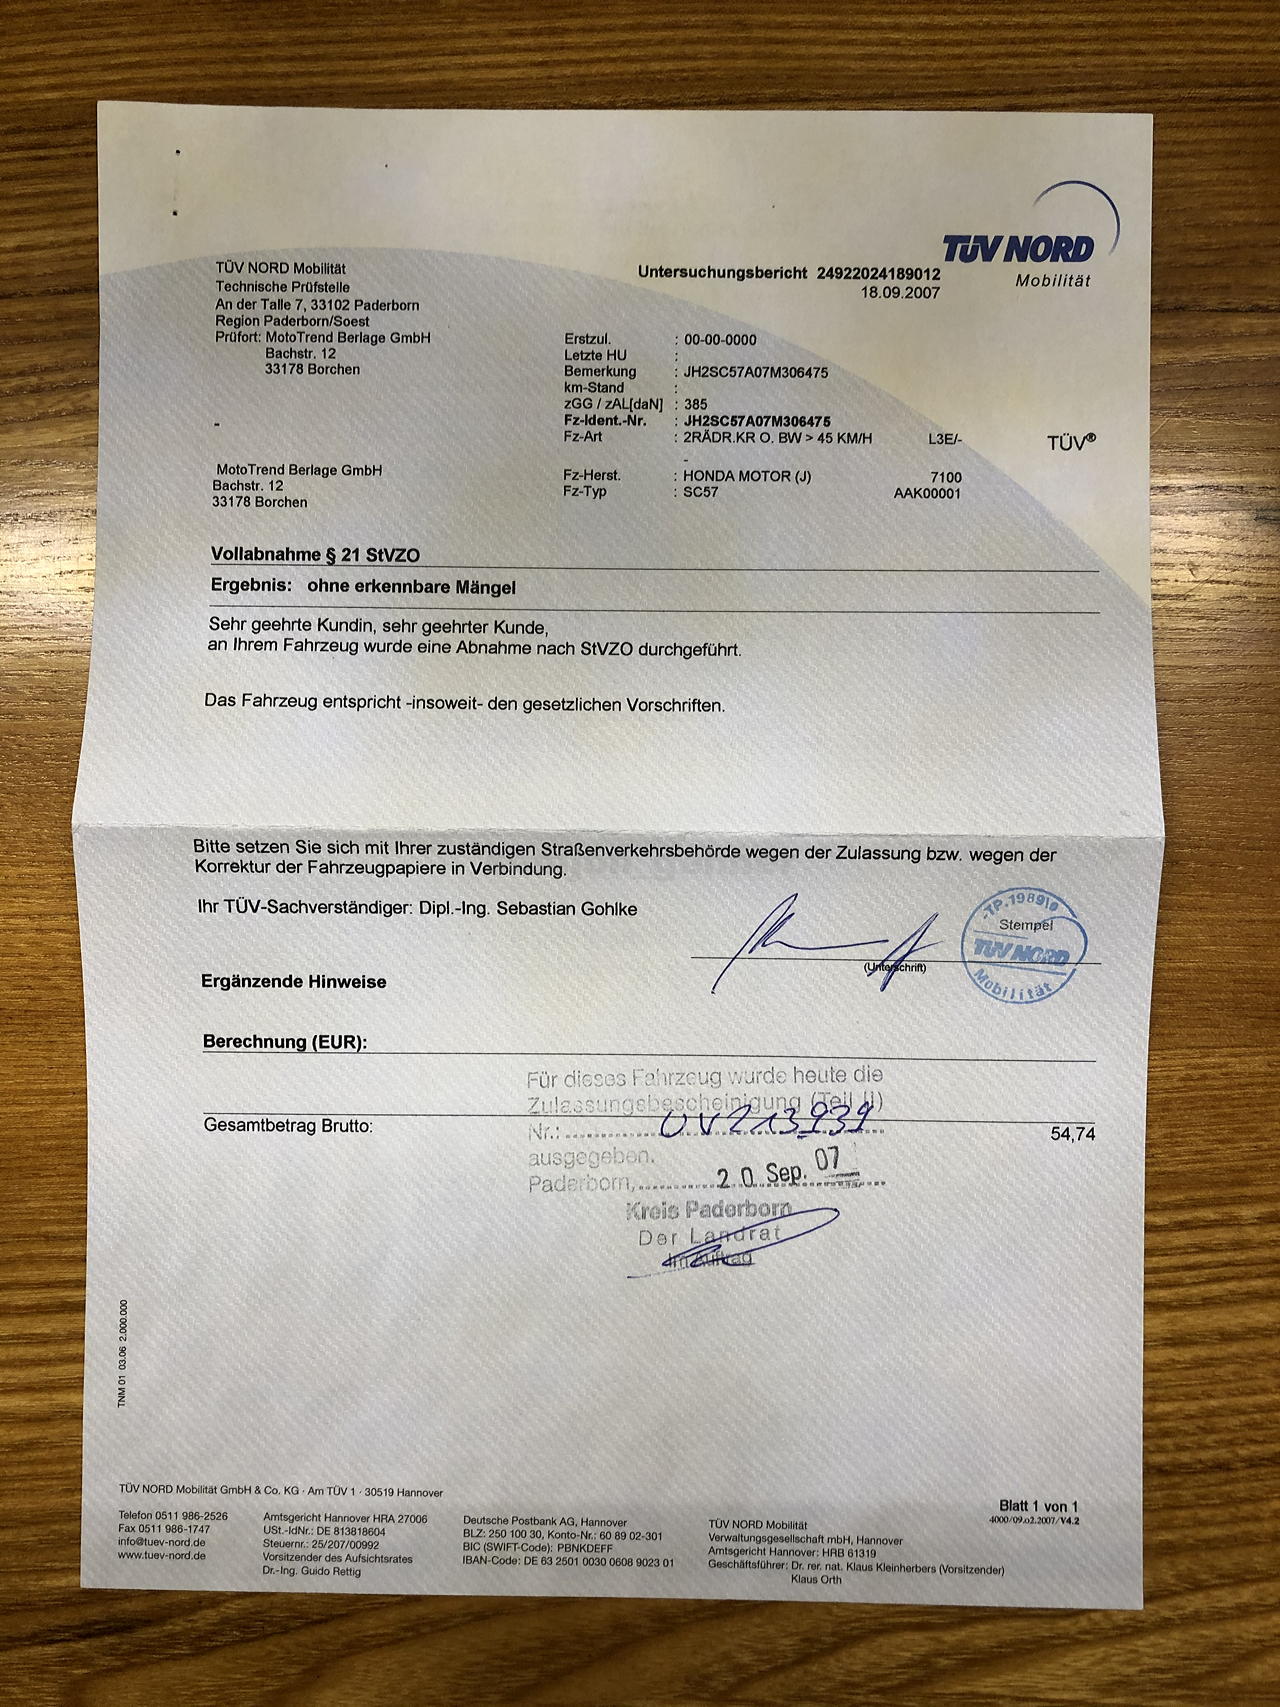 TÜV NORD
Mobilität
TÜV NORD Mobilität
Technische Prüfstelle
An der Talle 7, 33102 Paderborn
Region Paderborn/Soest
Prüfort: MotoTrend Berlage GmbH
Bachstr. 12
33178 Borchen
Untersuchungsbericht 24922024189012
18.09.2007
Erstzul. : 00-00-0000
Letzte HU :
Bemerkung : JH2SC57A07M306475
km-Stand :
zGG / zAL[daN] : 385
Fz-Ident.-Nr. : JH2SC57A07M306475
Fz-Art : 2RÄDR.KR O. BW > 45 KM/H L3E/-
-
Fz-Herst. : HONDA MOTOR (J) 7100
Fz-Typ : SC57 AAK00001
TÜV®
-
MotoTrend Berlage GmbH
Bachstr. 12
33178 Borchen
Vollabnahme § 21 StVZO
Ergebnis: ohne erkennbare Mängel
Sehr geehrte Kundin, sehr geehrter Kunde,
an Ihrem Fahrzeug wurde eine Abnahme nach StVZO durchgeführt.
Das Fahrzeug entspricht -insoweit- den gesetzlichen Vorschriften.
Bitte setzen Sie sich mit Ihrer zuständigen Straßenverkehrsbehörde wegen der Zulassung bzw. wegen der
Korrektur der Fahrzeugpapiere in Verbindung.
Ihr TÜV-Sachverständiger: Dipl.-Ing. Sebastian Gohlke
(Unterschrift)
Stempel
TÜV NORD
Mobilität
Ergänzende Hinweise
Berechnung (EUR):
Für dieses Fahrzeug wurde heute die
Zulassungsbescheinigung (Teil II)
Nr.: UV213939
ausgegeben.
Paderborn, 20 Sep. 07
Kreis Paderborn
Der Landrat
Im Auftrag
Gesamtbetrag Brutto: 54,74
TNM 01 03.06 2.000.000
TÜV NORD Mobilität GmbH & Co. KG · Am TÜV 1 · 30519 Hannover
Telefon 0511 986-2526
Fax 0511 986-1747
info@tuev-nord.de
www.tuev-nord.de
Amtsgericht Hannover HRA 27006
USt.-IdNr.: DE 813818604
Steuernr.: 25/207/00992
Vorsitzender des Aufsichtsrates
Dr.-Ing. Guido Rettig
Deutsche Postbank AG, Hannover
BLZ: 250 100 30, Konto-Nr.: 60 89 02-301
BIC (SWIFT-Code): PBNKDEFF
IBAN-Code: DE 63 2501 0030 0608 9023 01
TÜV NORD Mobilität
Verwaltungsgesellschaft mbH, Hannover
Amtsgericht Hannover: HRB 61319
Geschäftsführer: Dr. rer. nat. Klaus Kleinherbers (Vorsitzender)
Klaus Orth
Blatt 1 von 1
4000/09.02.2007/V4.2